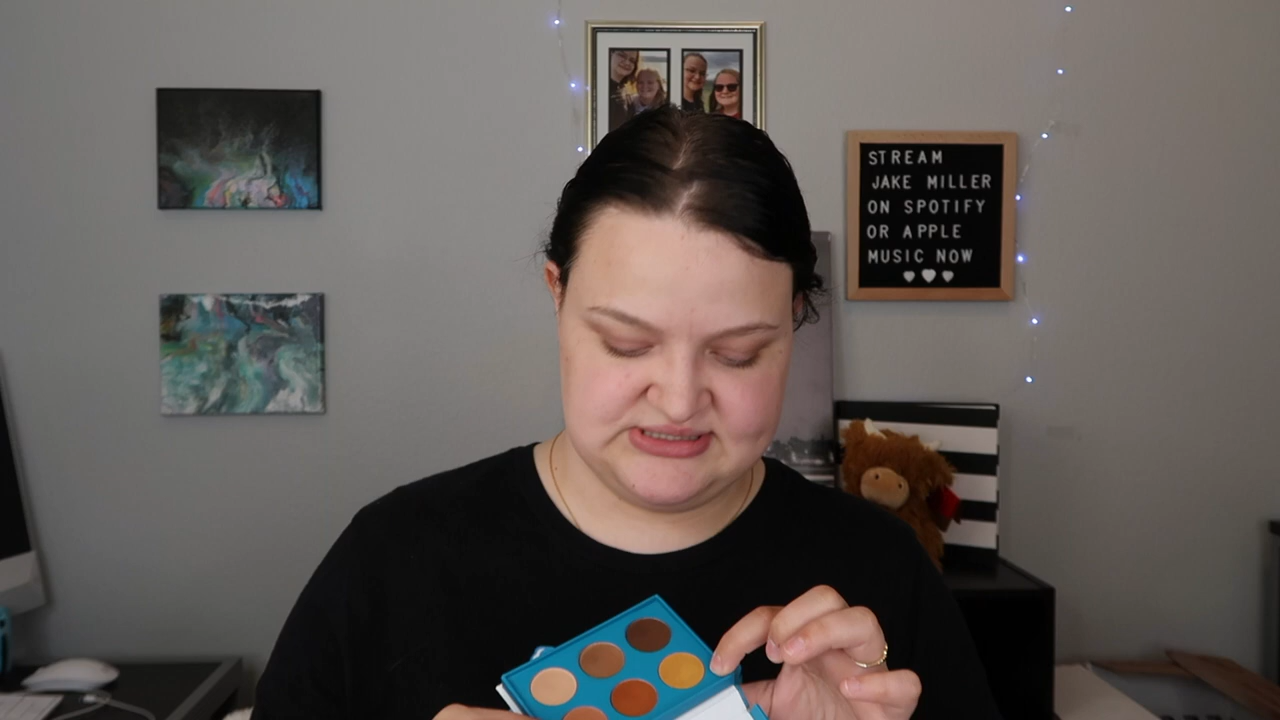 STREAM
JAKE MILLER
ON SPOTIFY
OR APPLE
MUSIC NOW